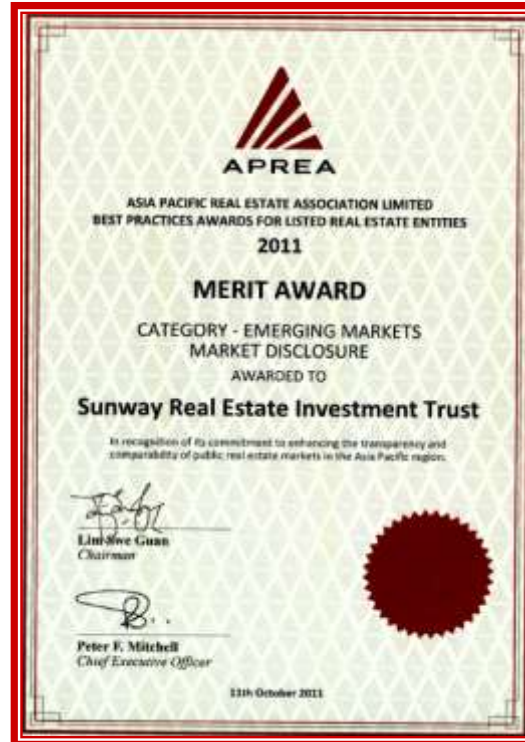 APREA
ASIA PACIFIC REAL ESTATE ASSOCIATION LIMITED
BEST PRACTICES AWARDS FOR LISTED REAL ESTATE ENTITIES
2011
MERIT AWARD
CATEGORY - EMERGING MARKETS
MARKET DISCLOSURE
AWARDED TO
Sunway Real Estate Investment Trust
In recognition of its commitment to enhancing the transparency and
comparability of public real estate markets in the Asia Pacific region.
Lim Swe Guan
Chairman
Peter F. Mitchell
Chief Executive Officer
11th October 2011